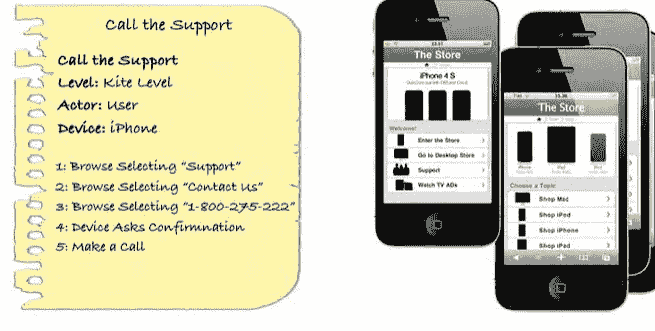 Call the Support
Call the Support
Level: Kite Level
Actor: User
Device: iPhone
1: Browse Selecting "Support"
2: Browse Selecting "Contact Us"
3: Browse Selecting "1-800-275-222"
4: Device Asks Confirmnation
5: Make a Call
The Store
iPhone 4 S
Welcome!
Enter the Store
Go to Desktop Store
Support
Watch TV ADs
The Store
Choose a Topic
Shop Mac
Shop iPod
Shop iPhone
Shop iPad